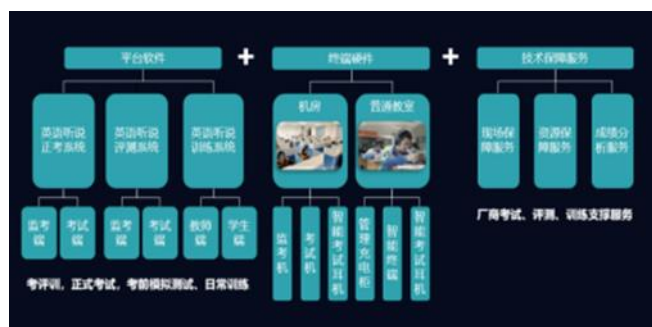 平台软件
+
终端硬件
+
技术保障服务
英语听说正考系统
英语听说评测系统
英语听说训练系统
机房
普通教室
现场保障服务
资源保障服务
成绩分析服务
监考端
考试端
监考端
考试端
教师端
学生端
监考机
考试机
智能考试耳机
管理充电柜
智能终端
智能考试耳机
厂商考试、评测、训练支撑服务
考评训，正式考试，考前模拟测试、日常训练